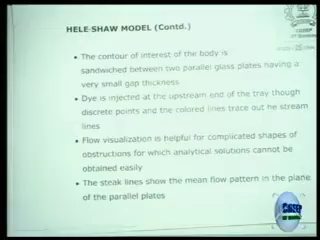 HELE-SHAW MODEL (Contd.)
• The contour of interest of the body is
sandwiched between two parallel glass plates having a
very small gap thickness
• Dye is injected at the upstream end of the tray though
discrete points and the colored lines trace out he stream
lines
• Flow visualization is helpful for complicated shapes of
obstructions for which analytical solutions cannot be
obtained easily
• The steak lines show the mean flow pattern in the plane
of the parallel plates